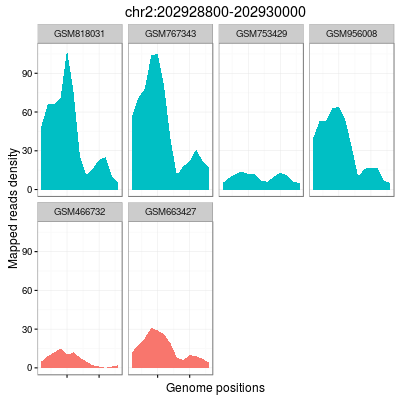 chr2:202928800-202930000
GSM818031 GSM767343 GSM753429 GSM956008
90
60
30
0
GSM466732 GSM663427
90
60
30
0
Mapped reads density
Genome positions